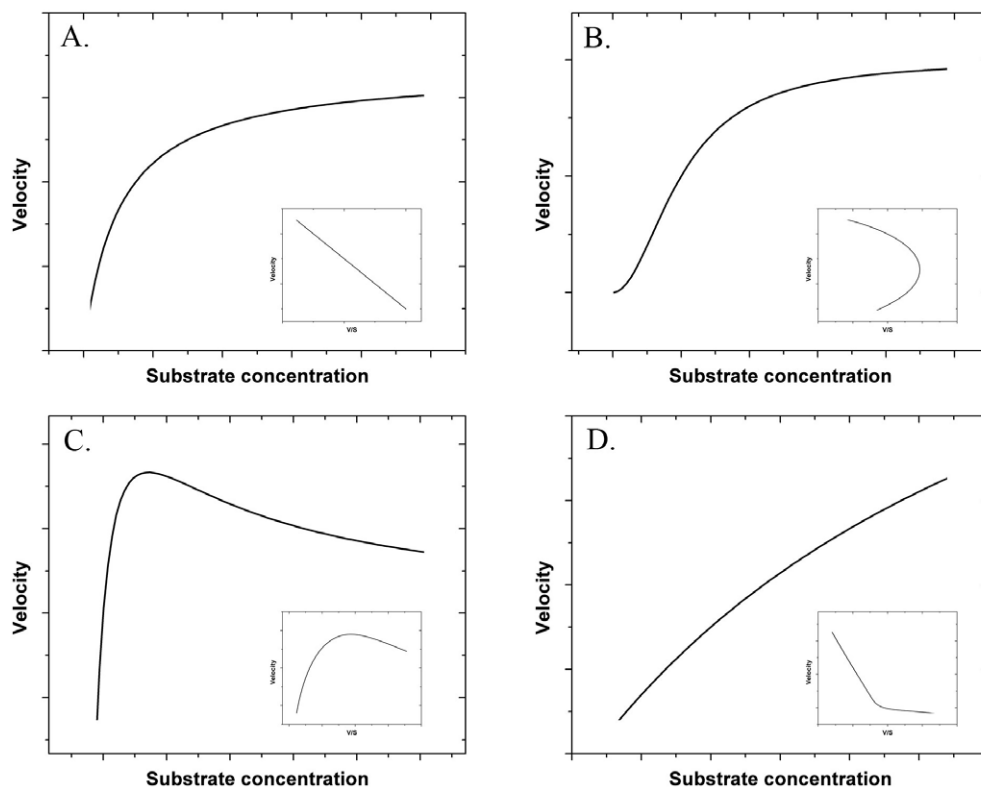 A.
Velocity
Velocity
V/S
Substrate concentration
B.
Velocity
Velocity
V/S
Substrate concentration
C.
Velocity
Velocity
V/S
Substrate concentration
D.
Velocity
Velocity
V/S
Substrate concentration